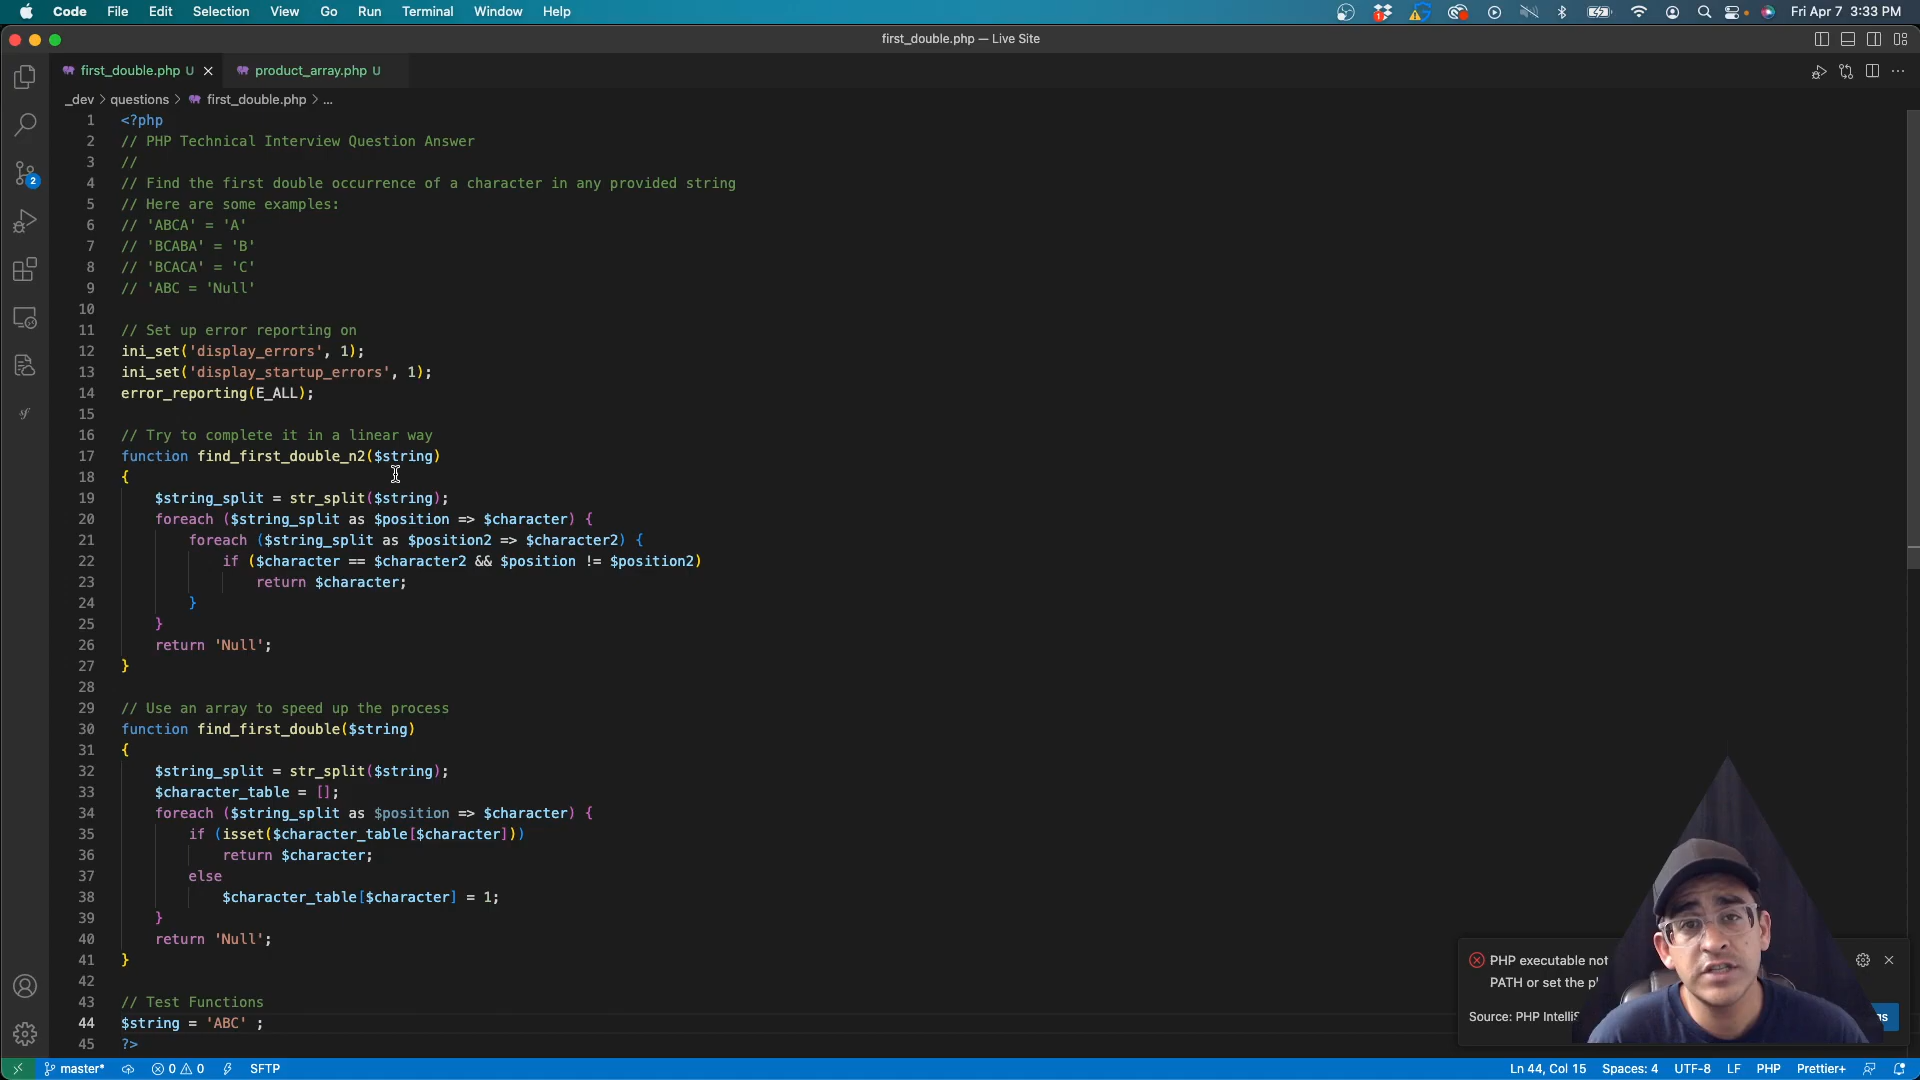 Code File Edit Selection View Go Run Terminal Window Help
1
Fri Apr 7 3:33 PM
first_double.php — Live Site
first_double.php U
product_array.php U
_dev > questions > first_double.php > ...
2
1 <?php
2 // PHP Technical Interview Question Answer
3 //
4 // Find the first double occurrence of a character in any provided string
5 // Here are some examples:
6 // 'ABCA' = 'A'
7 // 'BCABA' = 'B'
8 // 'BCACA' = 'C'
9 // 'ABC = 'Null'
10
11 // Set up error reporting on
12 ini_set('display_errors', 1);
13 ini_set('display_startup_errors', 1);
14 error_reporting(E_ALL);
15
16 // Try to complete it in a linear way
17 function find_first_double_n2($string)
18 {
19 $string_split = str_split($string);
20 foreach ($string_split as $position => $character) {
21 foreach ($string_split as $position2 => $character2) {
22 if ($character == $character2 && $position != $position2)
23 return $character;
24 }
25 }
26 return 'Null';
27 }
28
29 // Use an array to speed up the process
30 function find_first_double($string)
31 {
32 $string_split = str_split($string);
33 $character_table = [];
34 foreach ($string_split as $position => $character) {
35 if (isset($character_table[$character]))
36 return $character;
37 else
38 $character_table[$character] = 1;
39 }
40 return 'Null';
41 }
42
43 // Test Functions
44 $string = 'ABC' ;
45 ?>
PHP executable not
PATH or set the
Source: PHP
master* 0 0 SFTP
Ln 44, Col 15 Spaces: 4 UTF-8 LF PHP Prettier+